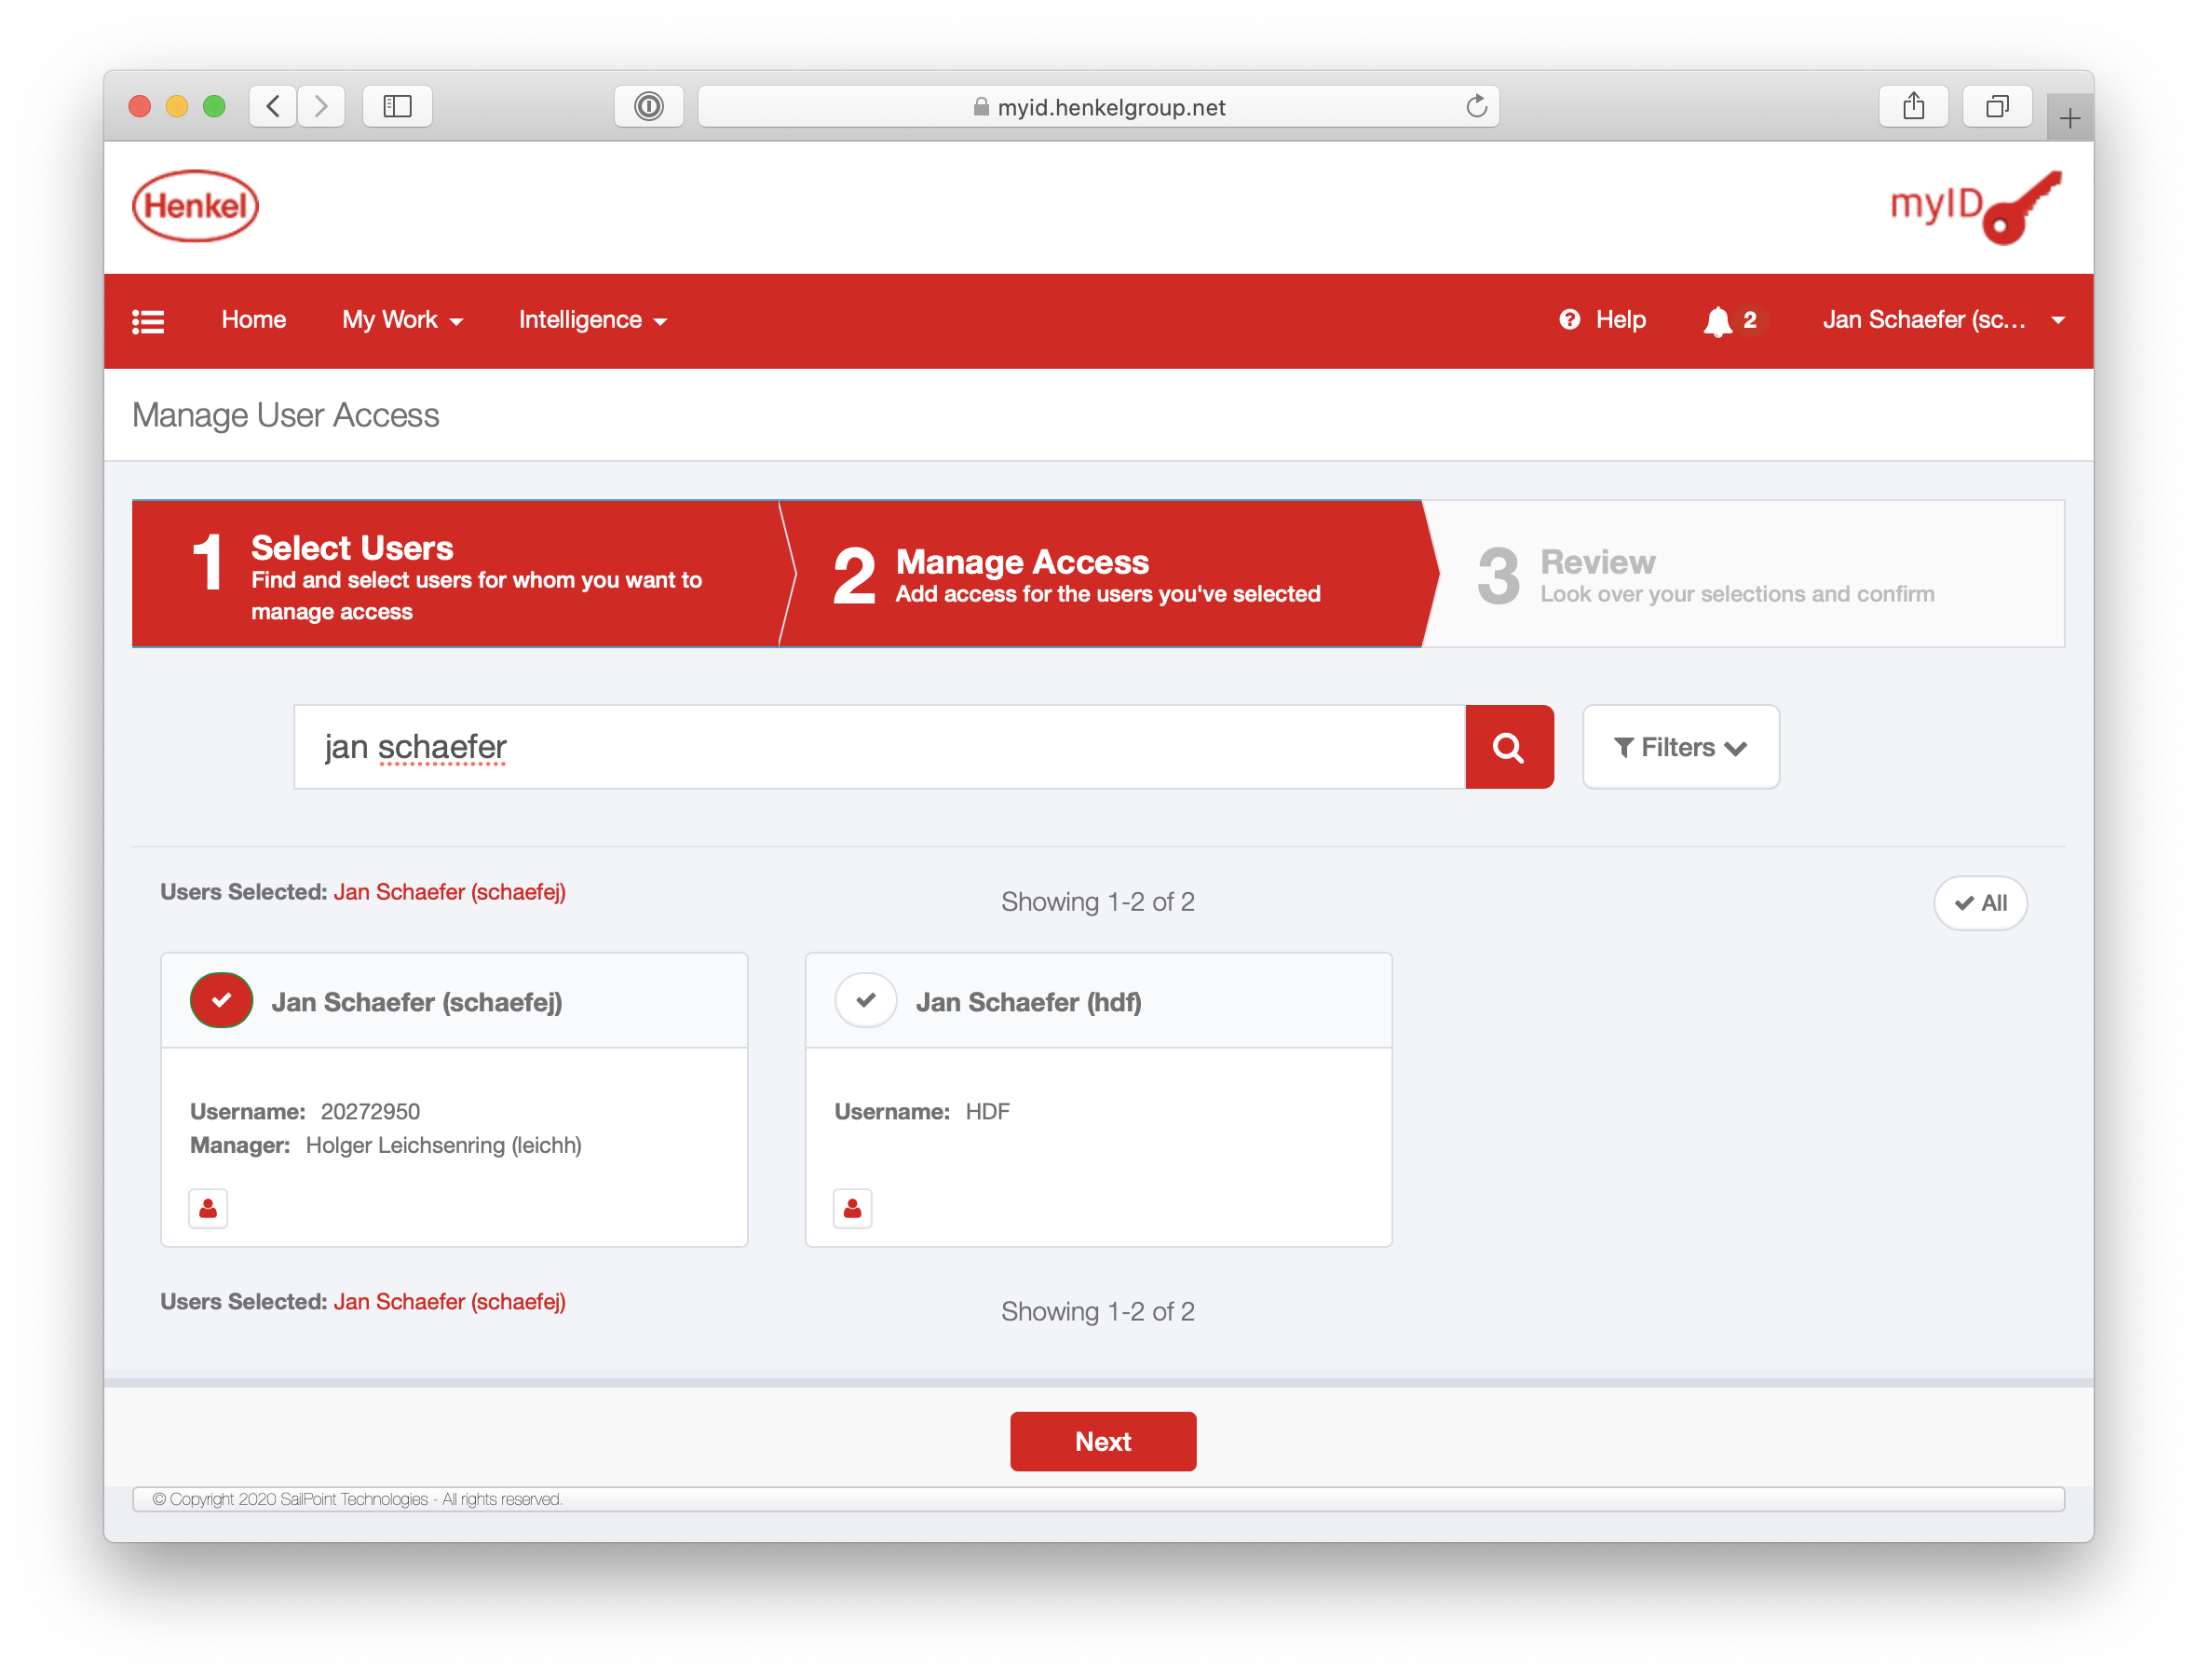 myid.henkelgroup.net
Henkel
myID
Home
My Work
Intelligence
Help
2
Jan Schaefer (sc...
Manage User Access
1
Select Users
Find and select users for whom you want to
manage access
2
Manage Access
Add access for the users you've selected
3
Review
Look over your selections and confirm
jan schaefer
Filters
Users Selected: Jan Schaefer (schaefej)
Showing 1-2 of 2
All
Jan Schaefer (schaefej)
Username: 20272950
Manager: Holger Leichsenring (leichh)
Jan Schaefer (hdf)
Username: HDF
Users Selected: Jan Schaefer (schaefej)
Showing 1-2 of 2
Next
© Copyright 2020 SailPoint Technologies - All rights reserved.